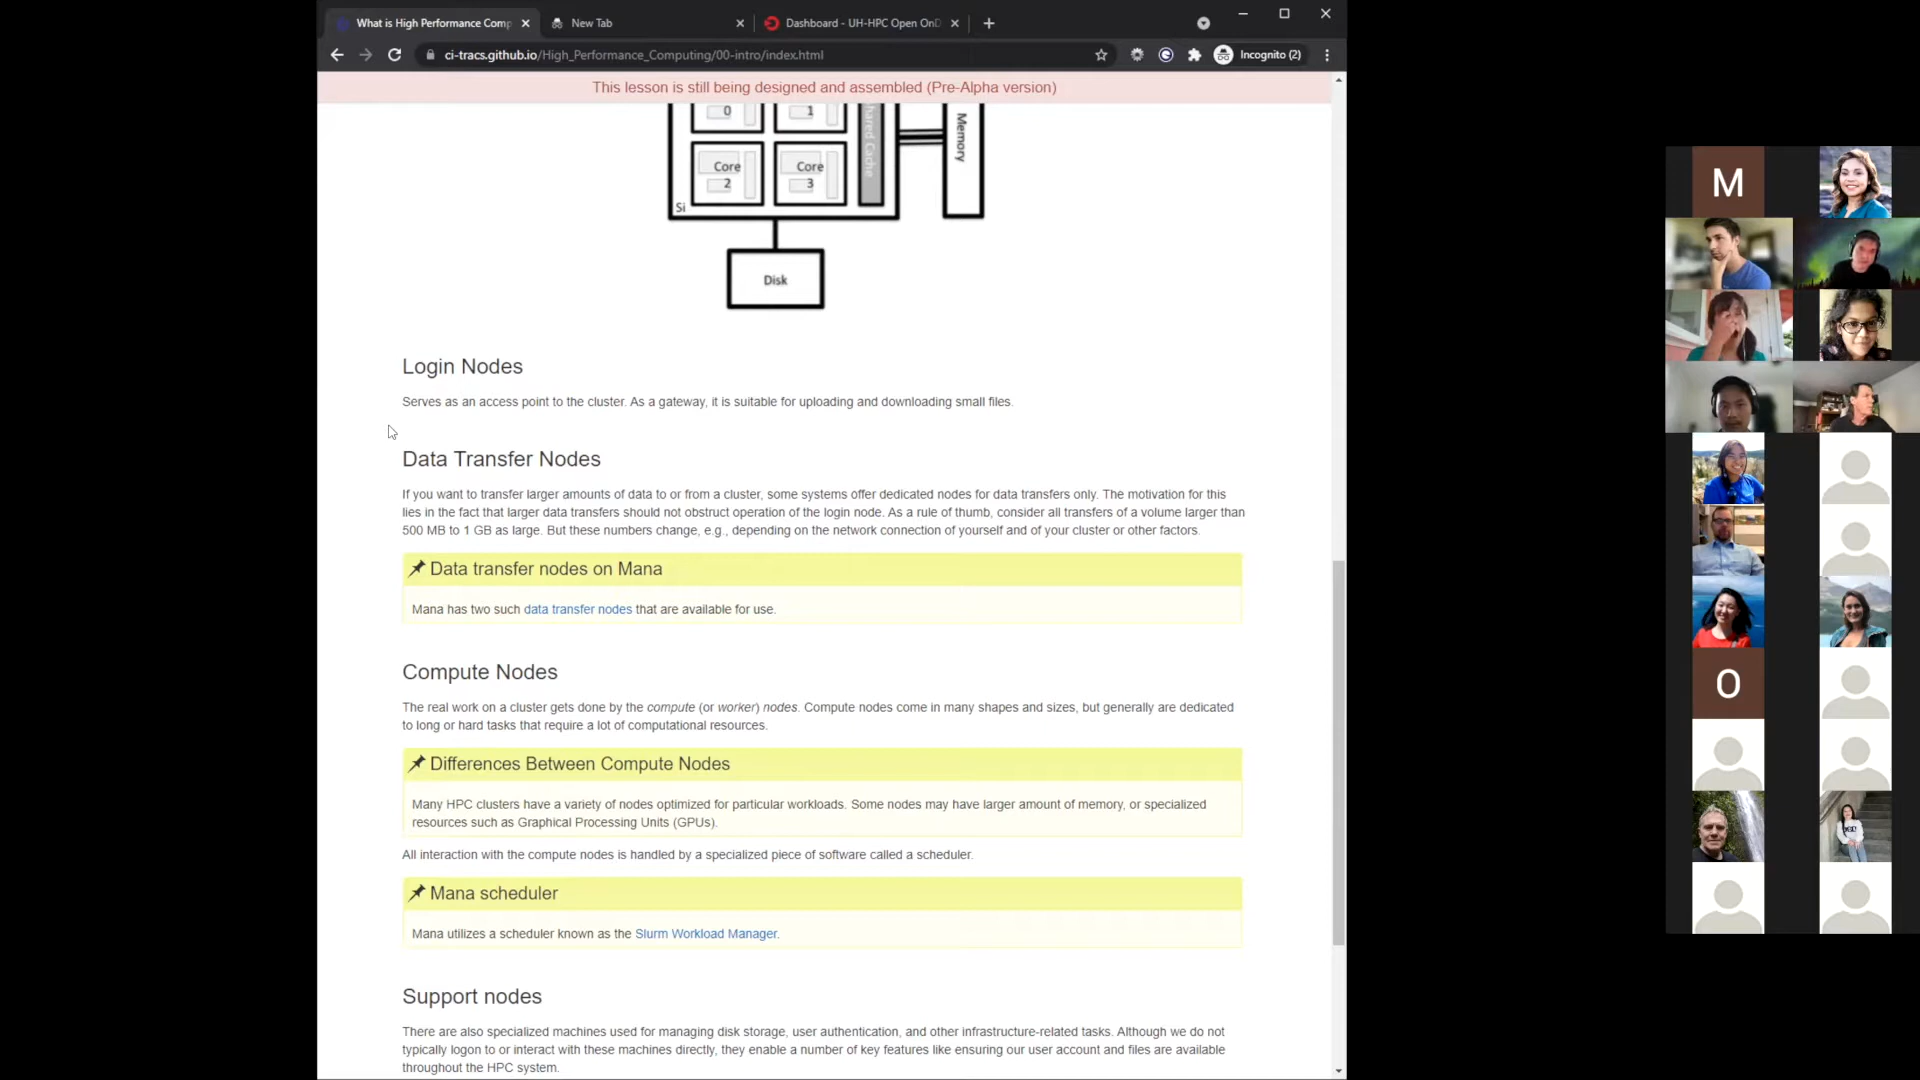 What is High Performance Comp
New Tab
Dashboard - UH-HPC Open OnD
ci-tracs.github.io/High_Performance_Computing/00-intro/index.html
Incognito (2)
This lesson is still being designed and assembled (Pre-Alpha version)
0
1
Core
2
Core
3
Shared Cache
Memory
Si
Disk
Login Nodes
Serves as an access point to the cluster. As a gateway, it is suitable for uploading and downloading small files.
Data Transfer Nodes
If you want to transfer larger amounts of data to or from a cluster, some systems offer dedicated nodes for data transfers only. The motivation for this
lies in the fact that larger data transfers should not obstruct operation of the login node. As a rule of thumb, consider all transfers of a volume larger than
500 MB to 1 GB as large. But these numbers change, e.g., depending on the network connection of yourself and of your cluster or other factors.
Data transfer nodes on Mana
Mana has two such data transfer nodes that are available for use.
Compute Nodes
The real work on a cluster gets done by the compute (or worker) nodes. Compute nodes come in many shapes and sizes, but generally are dedicated
to long or hard tasks that require a lot of computational resources.
Differences Between Compute Nodes
Many HPC clusters have a variety of nodes optimized for particular workloads. Some nodes may have larger amount of memory, or specialized
resources such as Graphical Processing Units (GPUs).
All interaction with the compute nodes is handled by a specialized piece of software called a scheduler.
Mana scheduler
Mana utilizes a scheduler known as the Slurm Workload Manager.
Support nodes
There are also specialized machines used for managing disk storage, user authentication, and other infrastructure-related tasks. Although we do not
typically logon to or interact with these machines directly, they enable a number of key features like ensuring our user account and files are available
throughout the HPC system.
M
O